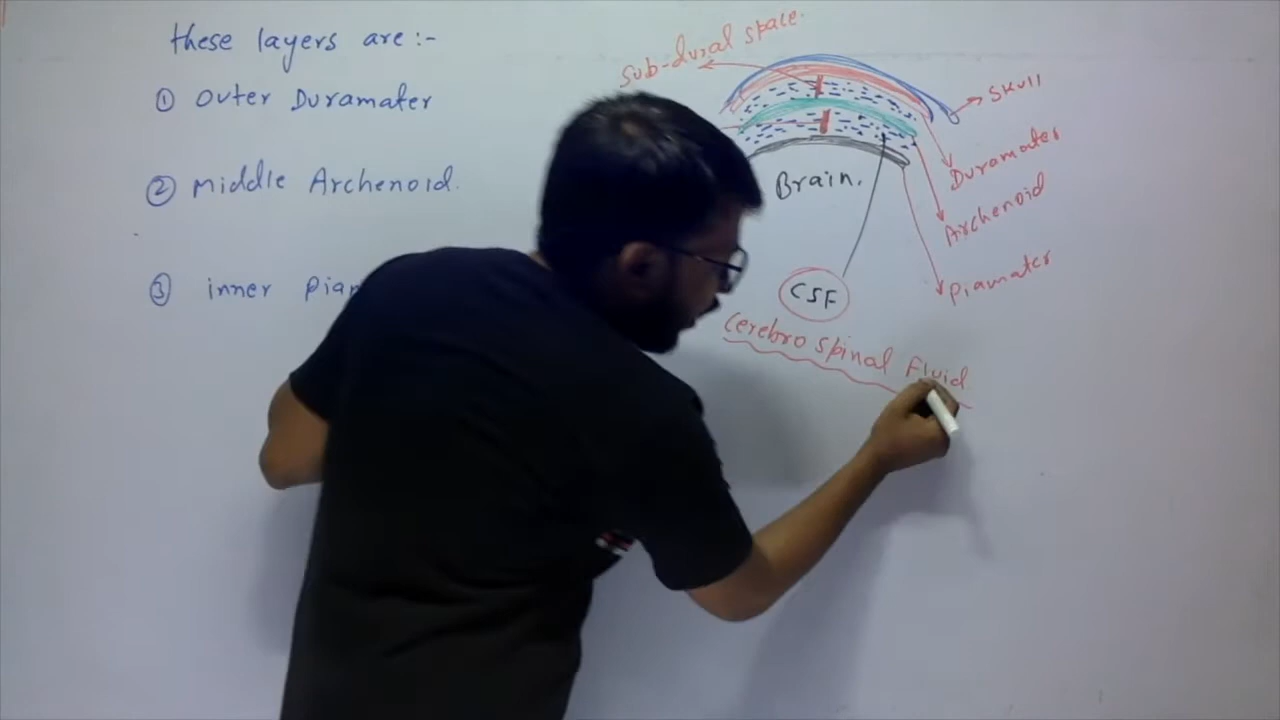 these layers are :-
① Outer Duramater
② Middle Archenoid.
③ inner
sub-dural space.
Skull
Duramater
Archenoid
Piamater
Brain.
CSF
Cerebro spinal Fluid